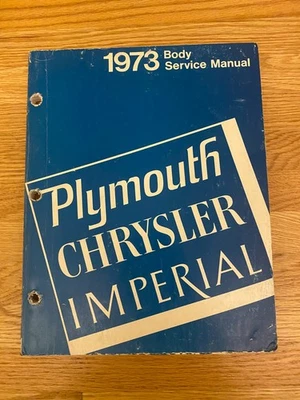 1973 Body
Service Manual
Plymouth
CHRYSLER
IMPERIAL